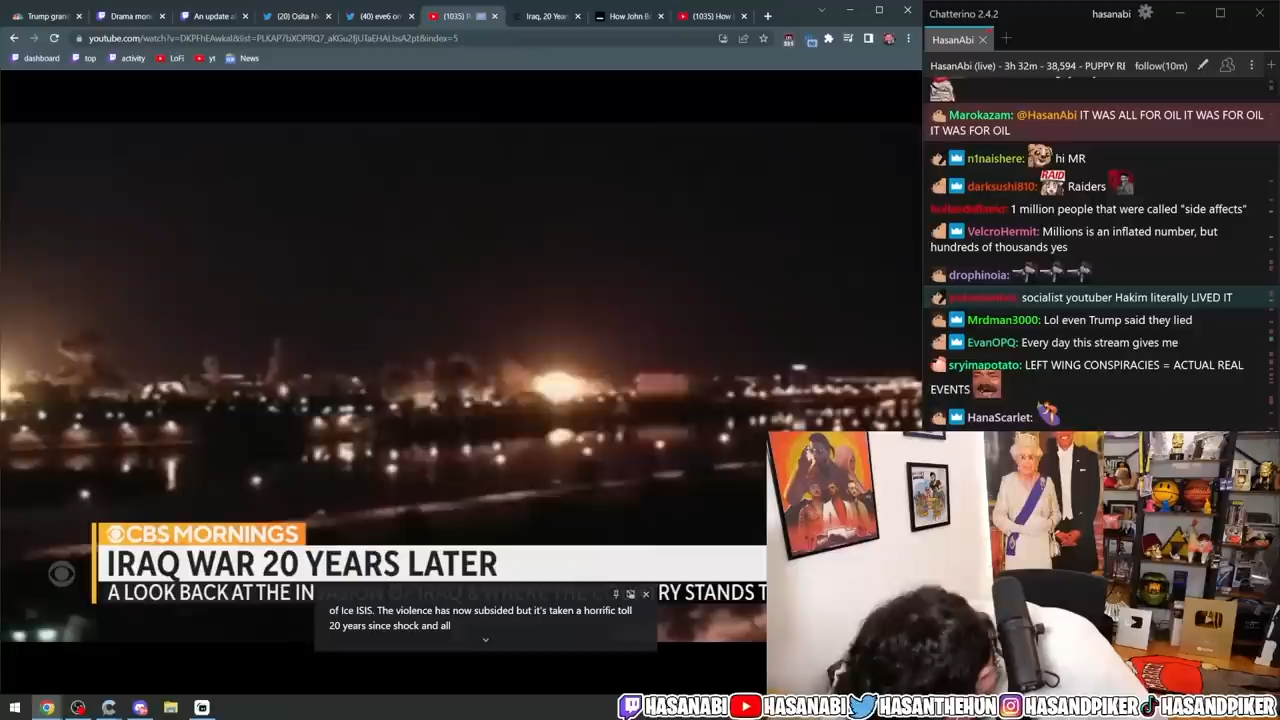 Trump gran
Drama mon
An update a
(20) Osita N
(40) eve6 o
(1035) R
Iraq, 20 Year
How John B
(1035) How
youtube.com/watch?v=DKPFhEAwkaI&list=PLKAP7bXOPRQ7_aKGu2fjUTaEHALbsA2pt&index=5
dashboard
top
activity
LoFi
yt
News
CBS MORNINGS
IRAQ WAR 20 YEARS LATER
A LOOK BACK AT THE IN
RY STANDS T
of Ice ISIS. The violence has now subsided but it's taken a horrific toll
20 years since shock and all
Chatterino 2.4.2
hasanabi
HasanAbi
HasanAbi (live) - 3h 32m - 38,594 - PUPPY RE
follow(10m)
Marokazam: @HasanAbi IT WAS ALL FOR OIL IT WAS FOR OIL
IT WAS FOR OIL
n1naishere: hi MR
darksushi810: RAID Raiders
1 million people that were called "side affects"
VelcroHermit: Millions is an inflated number, but
hundreds of thousands yes
drophinoia:
socialist youtuber Hakim literally LIVED IT
Mrdman3000: Lol even Trump said they lied
EvanOPQ: Every day this stream gives me
sryimapotato: LEFT WING CONSPIRACIES = ACTUAL REAL
EVENTS
HanaScarlet:
HASANABI
HASANABI
HASANTHEHUN
HASANDPIKER
HASANDPIKER